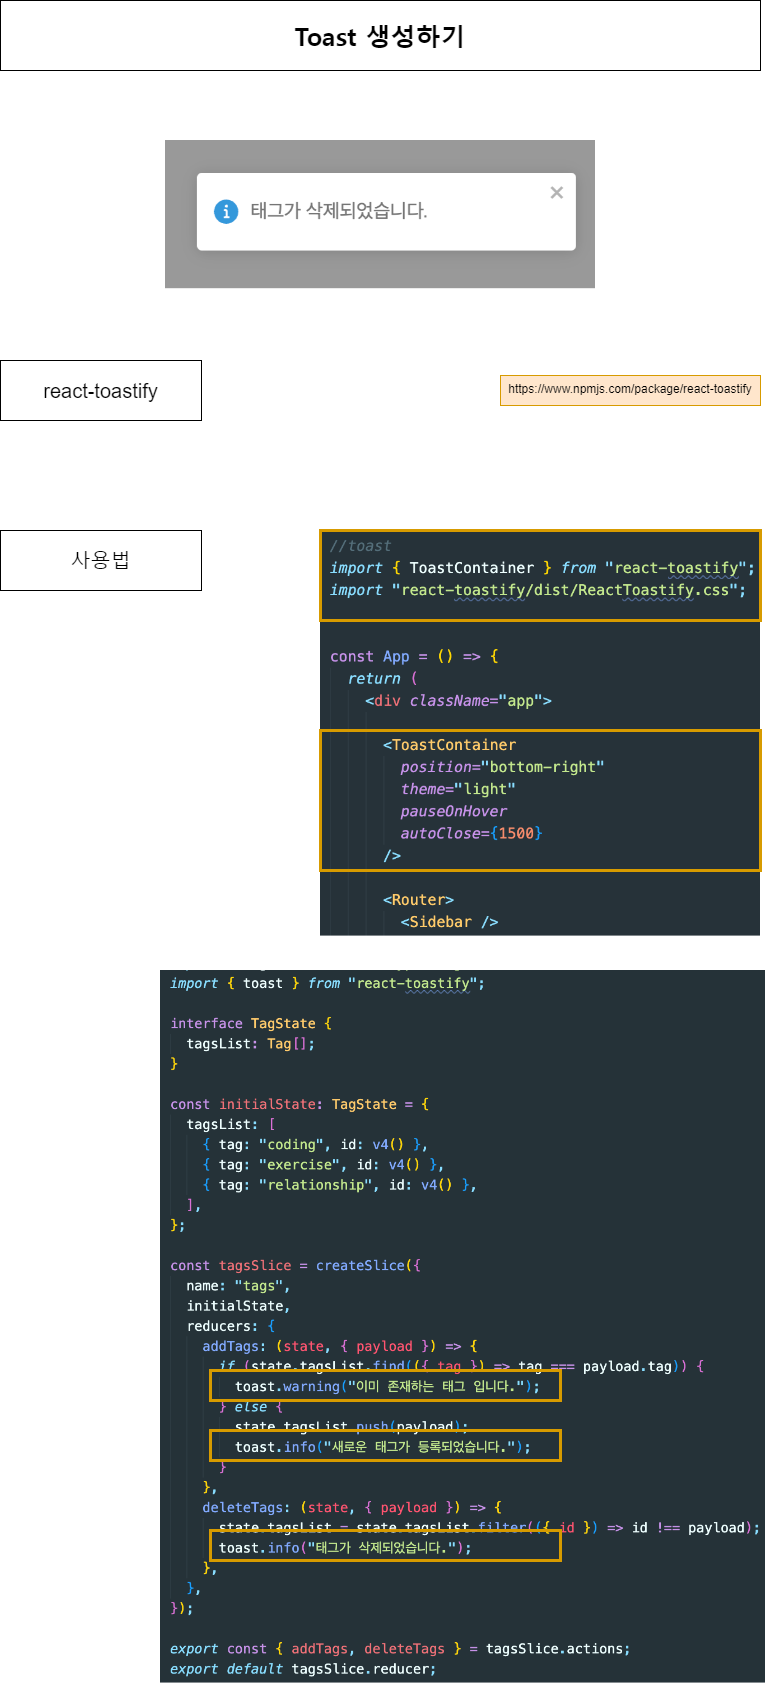 Toast 생성하기
태그가 삭제되었습니다.
react-toastify
https://www.npmjs.com/package/react-toastify
사용법
//toast
import { ToastContainer } from "react-toastify";
import "react-toastify/dist/ReactToastify.css";
const App = () => {
return (
<div className="app">
<ToastContainer
position="bottom-right"
theme="light"
pauseOnHover
autoClose={1500}
/>
<Router>
<Sidebar />
import { toast } from "react-toastify";
interface TagState {
tagsList: Tag[];
}
const initialState: TagState = {
tagsList: [
{ tag: "coding", id: v4() },
{ tag: "exercise", id: v4() },
{ tag: "relationship", id: v4() },
],
};
const tagsSlice = createSlice({
name: "tags",
initialState,
reducers: {
addTags: (state, { payload }) => {
if (state.tagsList.find(({ tag }) => tag === payload.tag)) {
toast.warning("이미 존재하는 태그 입니다.");
} else {
state.tagsList.push(payload);
toast.info("새로운 태그가 등록되었습니다.");
}
},
deleteTags: (state, { payload }) => {
state.tagsList = state.tagsList.filter(({ id }) => id !== payload);
toast.info("태그가 삭제되었습니다.");
},
},
});
export const { addTags, deleteTags } = tagsSlice.actions;
export default tagsSlice.reducer;